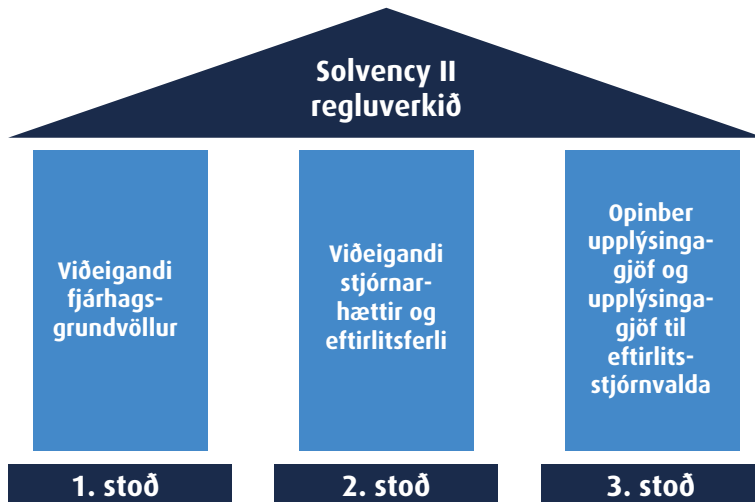 Solvency II
regluverkið
Viðeigandi
fjárhags-
grundvöllur
Viðeigandi
stjórnar-
hættir og
eftirlitsferli
Opinber
upplýsinga-
gjöf og
upplýsinga-
gjöf til
eftirlits-
stjórnvalda
1. stoð
2. stoð
3. stoð